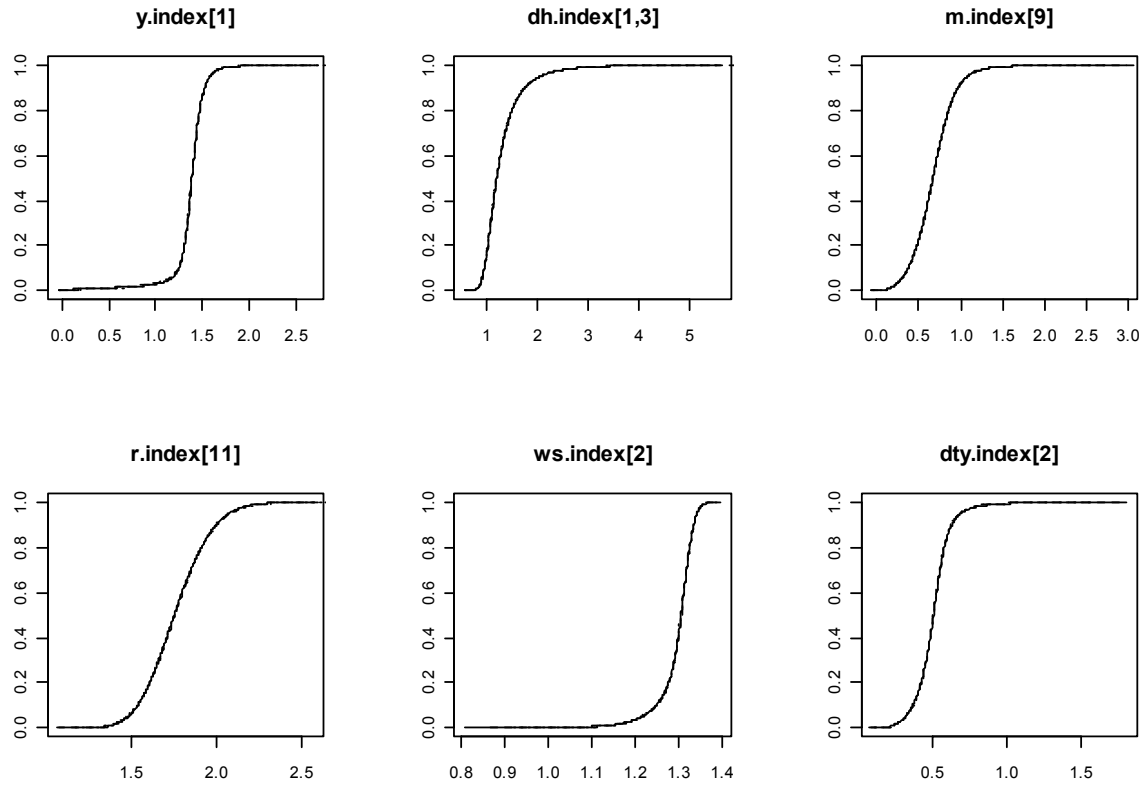 y.index[1] dh.index[1,3] m.index[9]
0.0 0.2 0.4 0.6 0.8 1.0 0.0 0.2 0.4 0.6 0.8 1.0 0.0 0.2 0.4 0.6 0.8 1.0
0.0 0.5 1.0 1.5 2.0 2.5 1 2 3 4 5 0.0 0.5 1.0 1.5 2.0 2.5 3.0
r.index[11] ws.index[2] dty.index[2]
0.0 0.2 0.4 0.6 0.8 1.0 0.0 0.2 0.4 0.6 0.8 1.0 0.0 0.2 0.4 0.6 0.8 1.0
1.5 2.0 2.5 0.8 0.9 1.0 1.1 1.2 1.3 1.4 0.5 1.0 1.5